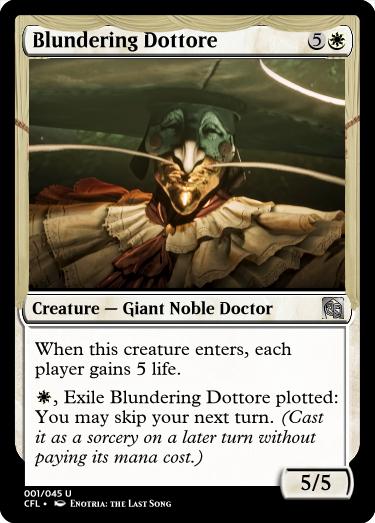 Blundering Dottore 5
Creature — Giant Noble Doctor
When this creature enters, each
player gains 5 life.
, Exile Blundering Dottore plotted:
You may skip your next turn. (Cast
it as a sorcery on a later turn without
paying its mana cost.)
5/5
001/045 U
CFL • Enotria: the Last Song